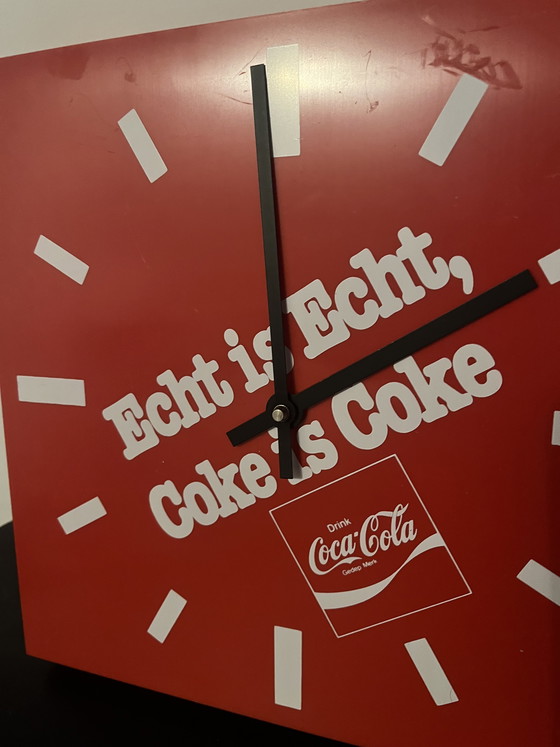 Echt is Echt,
Coke is Coke
Drink
Coca-Cola
Gedep Merk